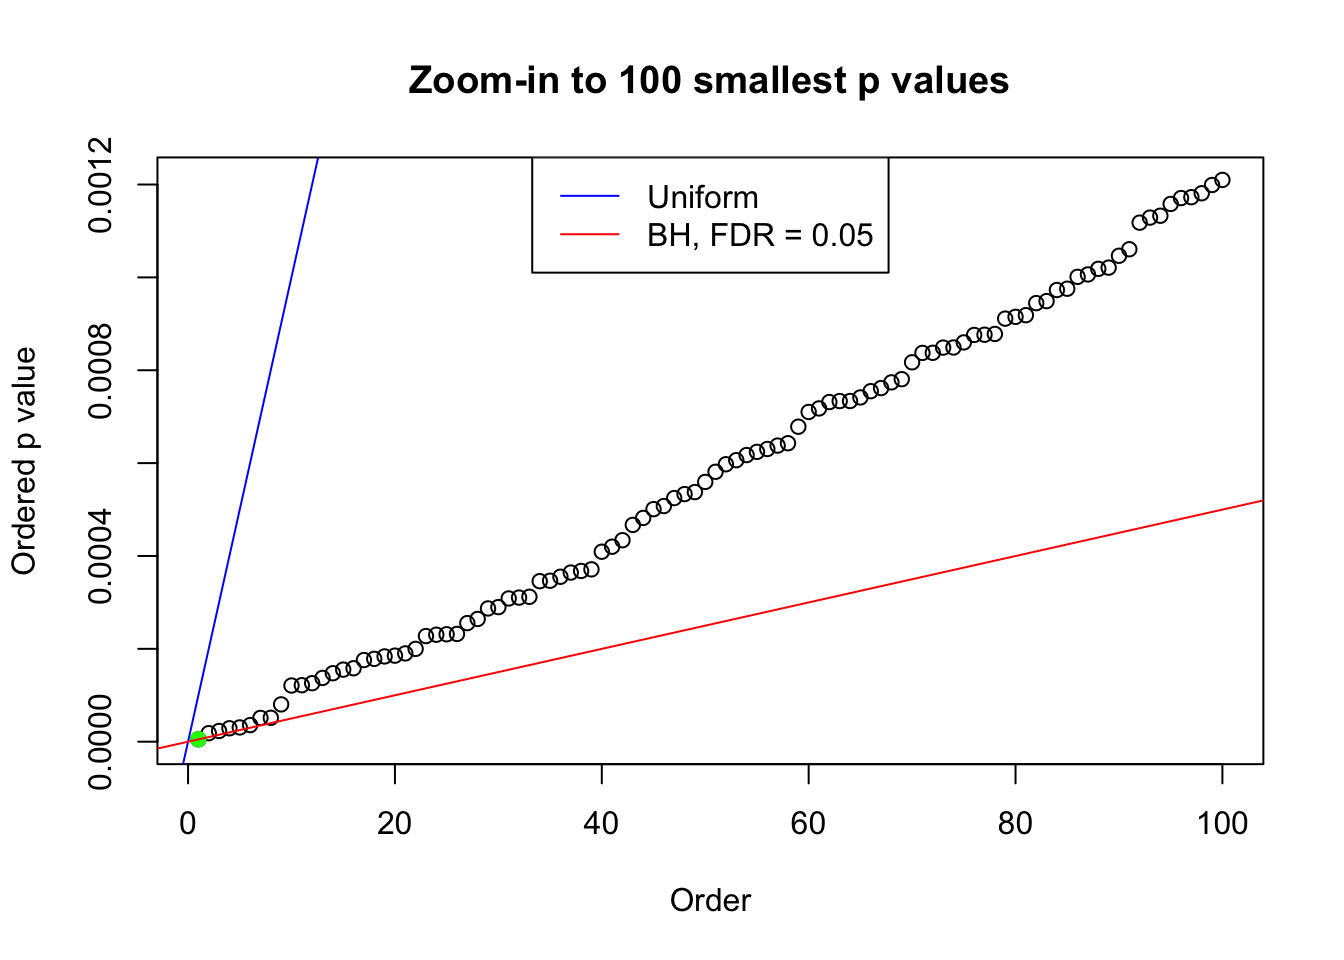 Zoom-in to 100 smallest p values
Uniform
BH, FDR = 0.05
Ordered p value
0.0012
0.0008
0.0004
0.0000
0 20 40 60 80 100
Order